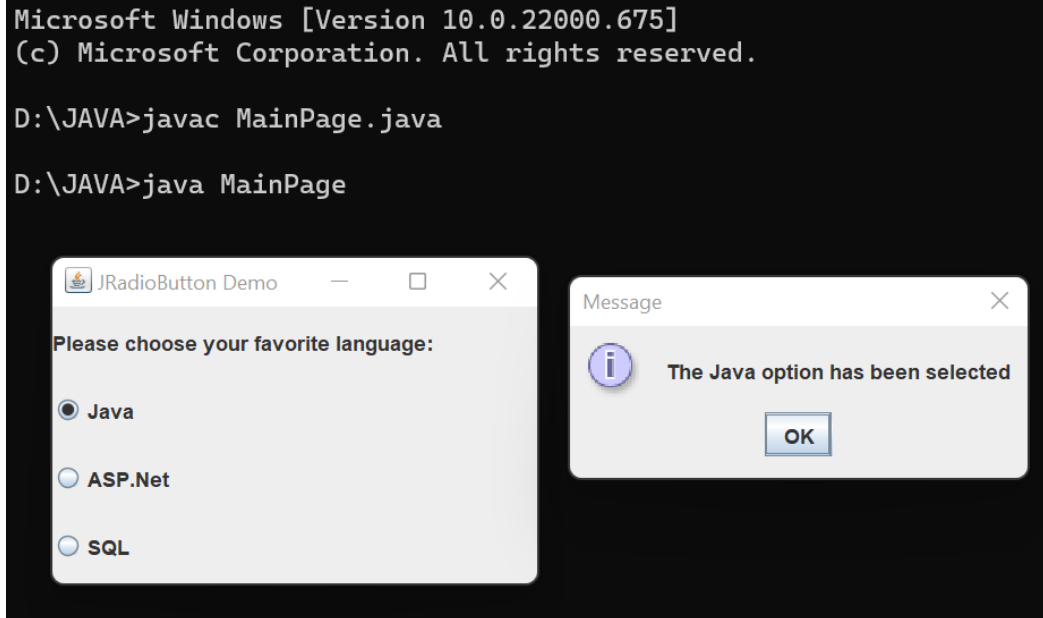 Microsoft Windows [Version 10.0.22000.675]
(c) Microsoft Corporation. All rights reserved.
D:\JAVA>javac MainPage.java
D:\JAVA>java MainPage
JRadioButton Demo
Please choose your favorite language:
Java
ASP.Net
SQL
Message
i
The Java option has been selected
OK